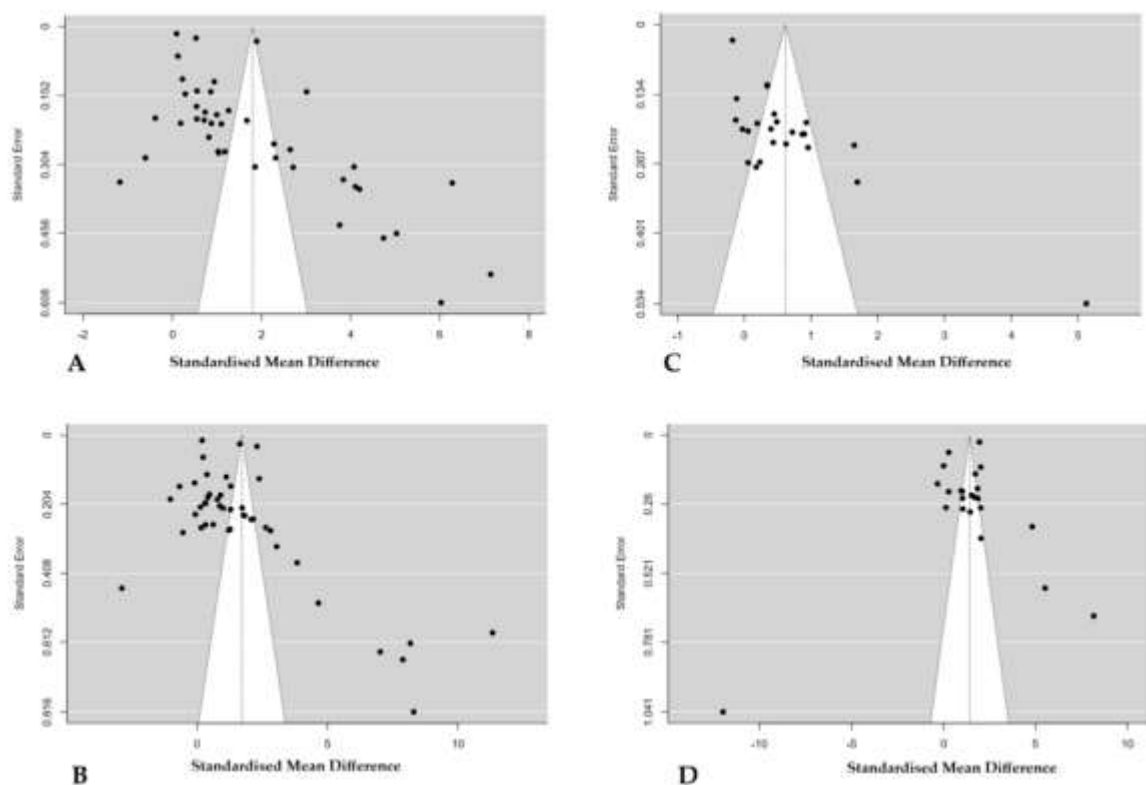 Standard Error
0
0.152
0.304
0.456
0.608
-2 0 2 4 6 8
A Standardised Mean Difference
Standard Error
0
0.134
0.267
0.401
0.534
-1 0 1 2 3 4 5 6
C Standardised Mean Difference
Standard Error
0
0.204
0.408
0.612
0.816
0 5 10
B Standardised Mean Difference
Standard Error
0
0.26
0.521
0.781
1.041
-10 -5 0 5 10
D Standardised Mean Difference